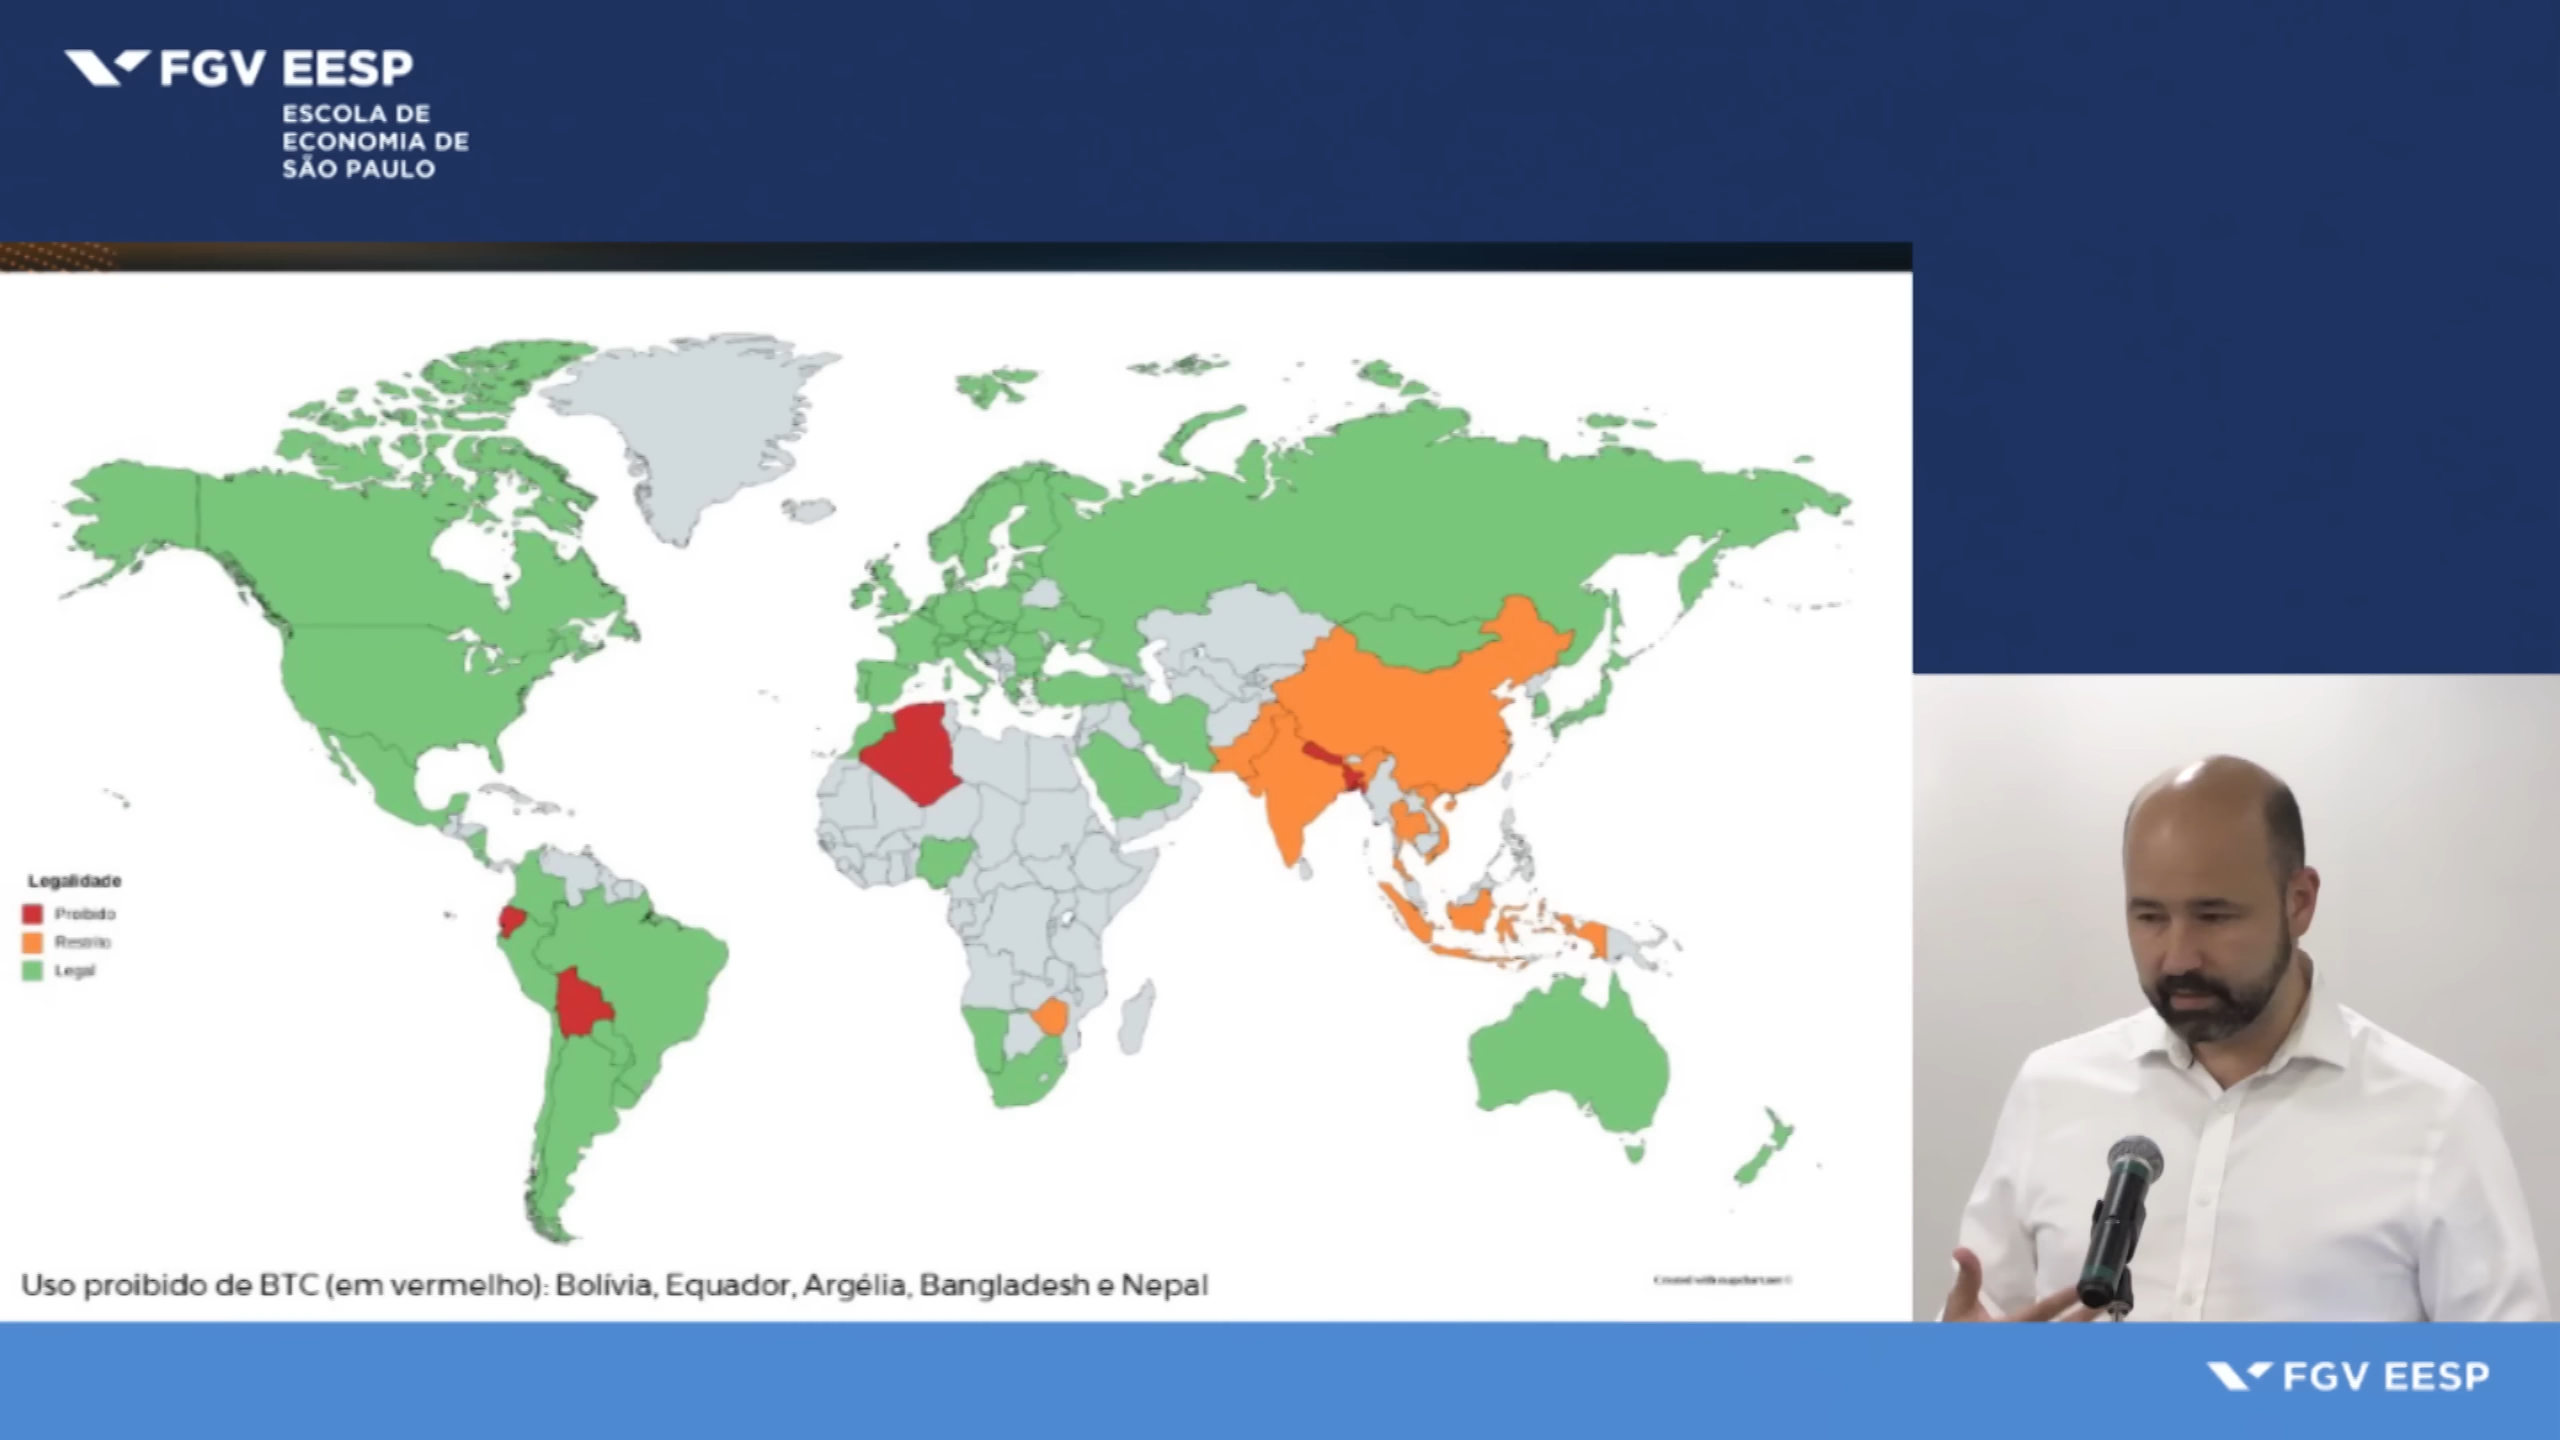 FGV EESP
ESCOLA DE
ECONOMIA DE
SÃO PAULO
Legalidade
Proibido
Restrito
Legal
Uso proibido de BTC (em vermelho): Bolívia, Equador, Argélia, Bangladesh e Nepal
FGV EESP